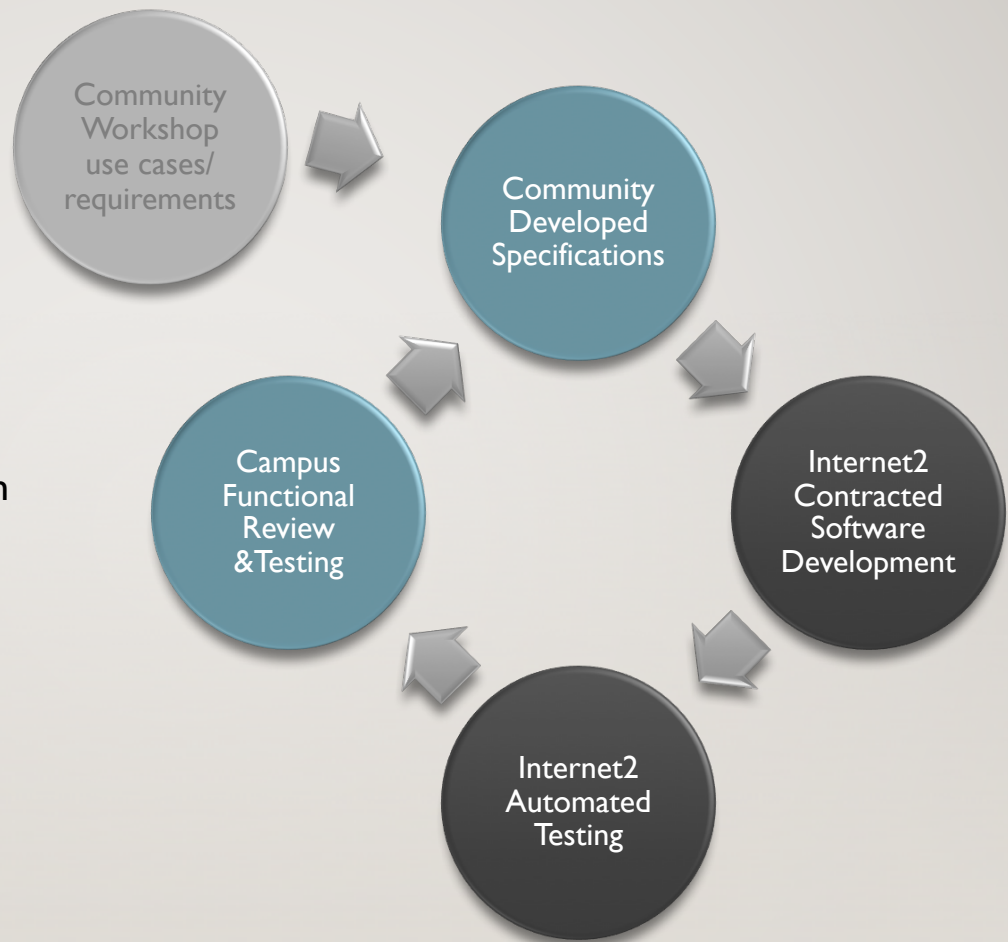 Community
Workshop
use cases/
requirements
Community
Developed
Specifications
Internet2
Contracted
Software
Development
Internet2
Automated
Testing
Campus
Functional
Review
&Testing